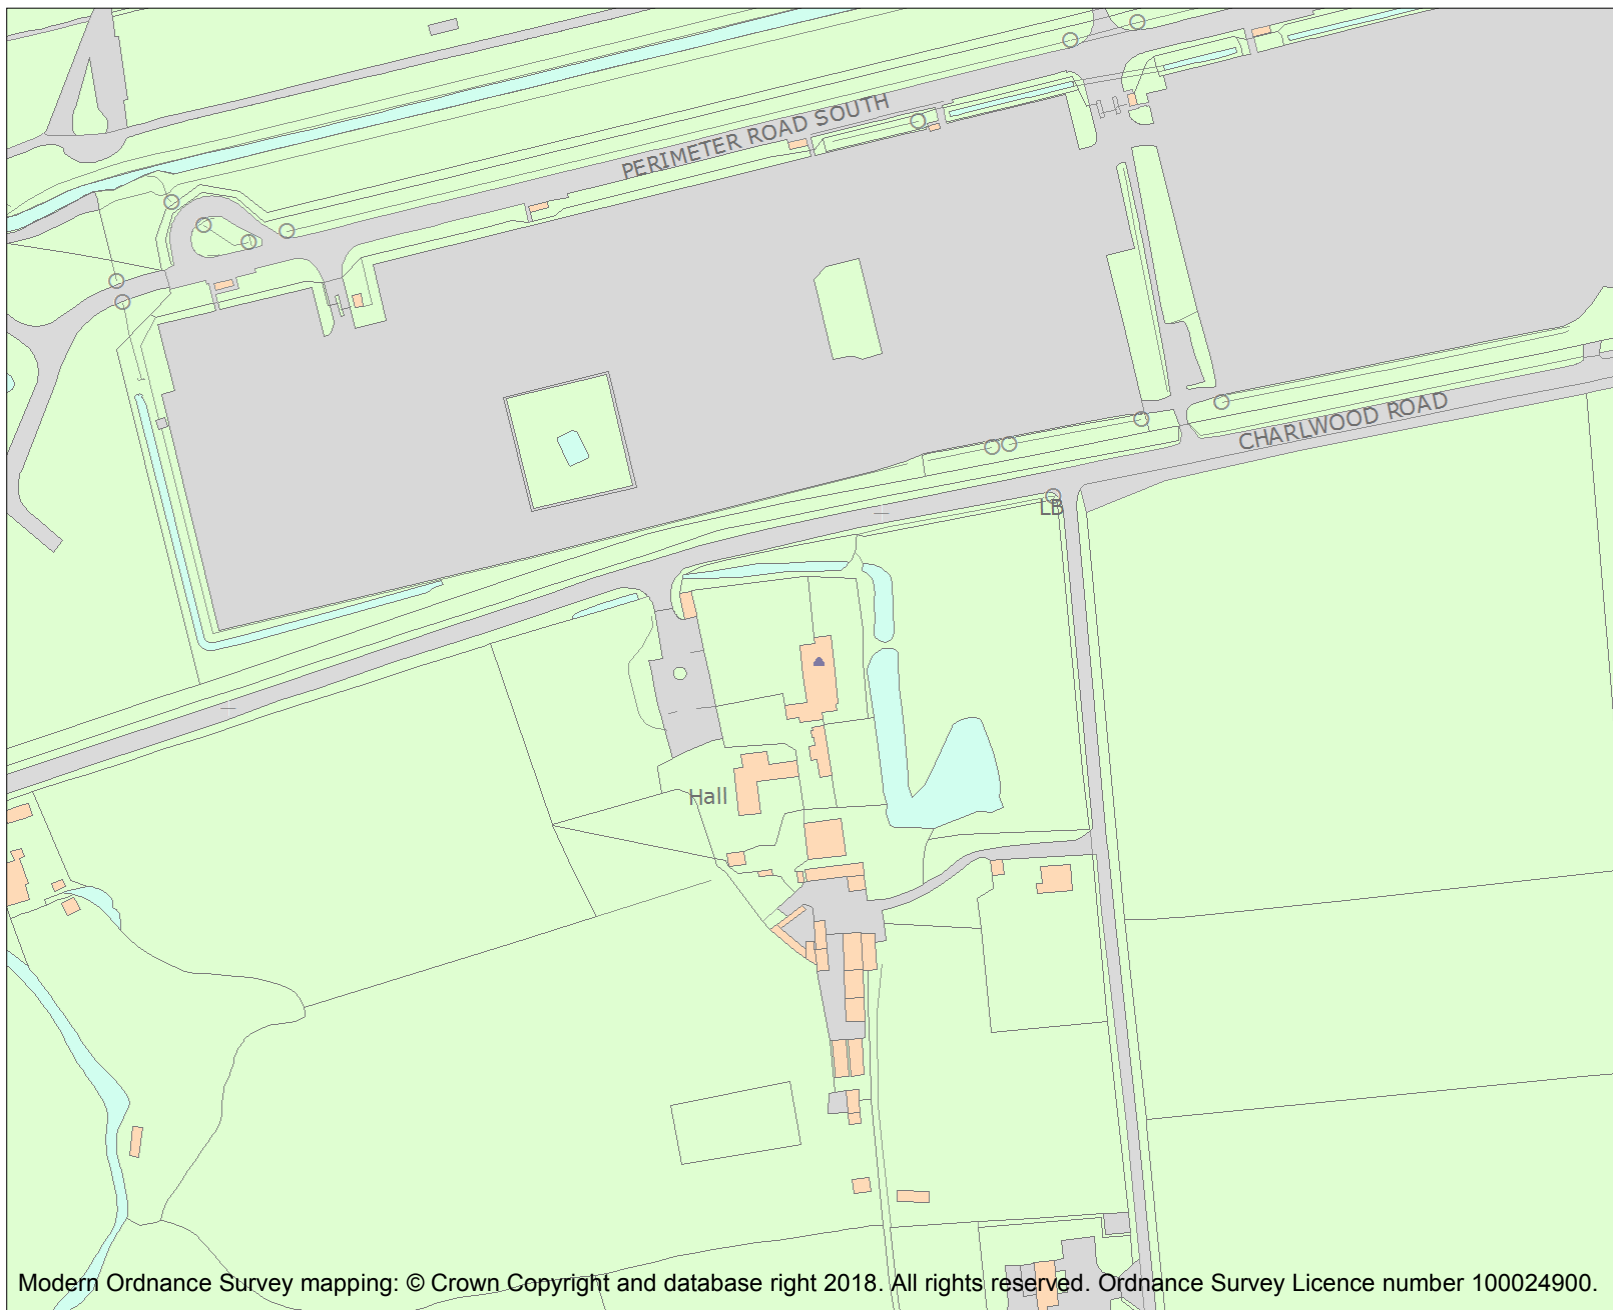 PERIMETER ROAD SOUTH
CHARLWOOD ROAD
LB
Hall
Modern Ordnance Survey mapping: © Crown Copyright and database right 2018. All rights reserved. Ordnance Survey Licence number 100024900.